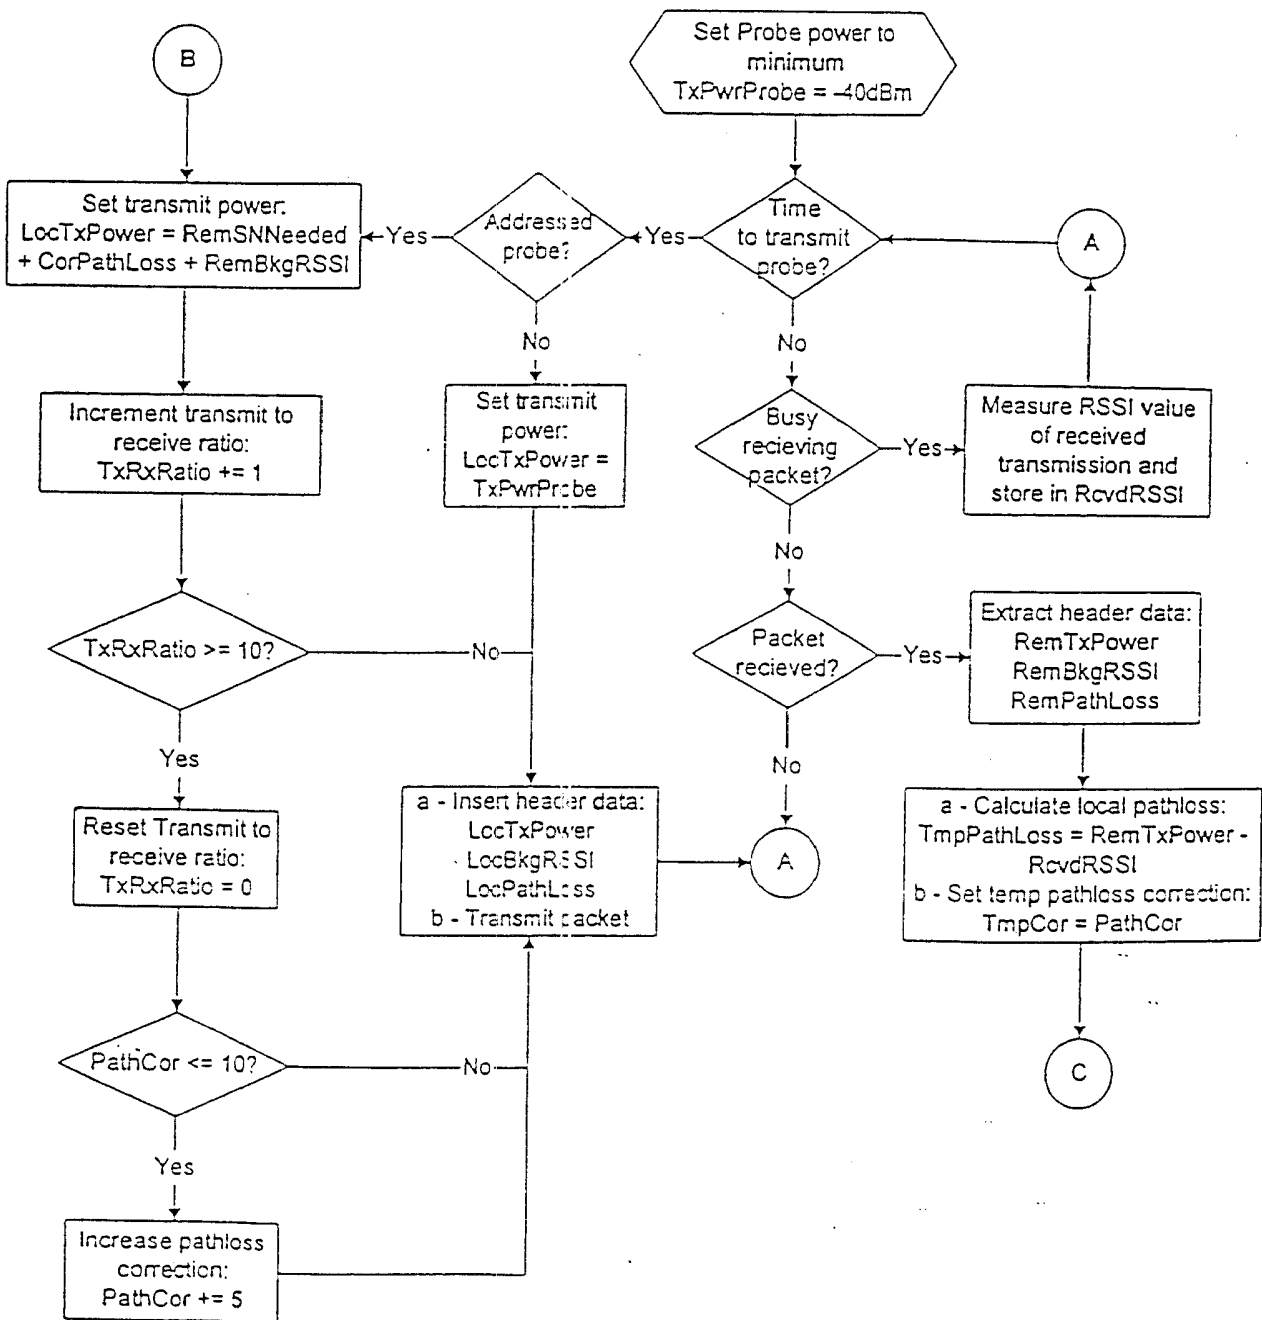 B
Set Probe power to
minimum
TxPwrProbe = -40dBm
Set transmit power:
LocTxPower = RemSNNeeded
+ CorPathLoss + RemBkgRSSI
Yes
Addressed
probe?
Yes
Time
to transmit
probe?
A
No
No
Increment transmit to
receive ratio:
TxRxRatio += 1
Set transmit
power:
LocTxPower =
TxPwrProbe
Busy
recieving
packet?
Yes
Measure RSSI value
of received
transmission and
store in RcvdRSSI
No
TxRxRatio >= 10?
No
Packet
recieved?
Yes
Extract header data:
RemTxPower
RemBkgRSSI
RemPathLoss
Yes
No
Reset Transmit to
receive ratio:
TxRxRatio = 0
a - Insert header data:
LocTxPower
LocBkgRSSI
LocPathLoss
b - Transmit packet
A
a - Calculate local pathloss:
TmpPathLoss = RemTxPower -
RcvdRSSI
b - Set temp pathloss correction:
TmpCor = PathCor
PathCor <= 10?
No
C
Yes
Increase pathloss
correction:
PathCor += 5